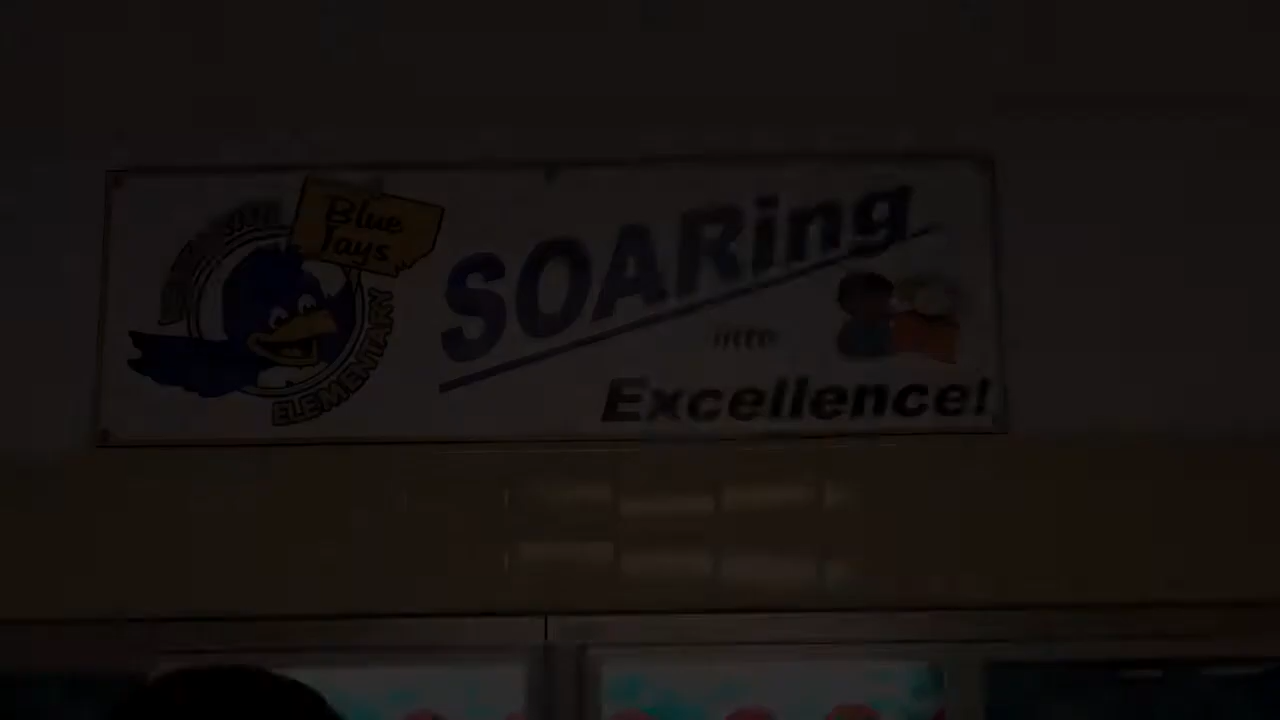 Blue
Jays
ELEMENTARY
SOARing
into
Excellence!